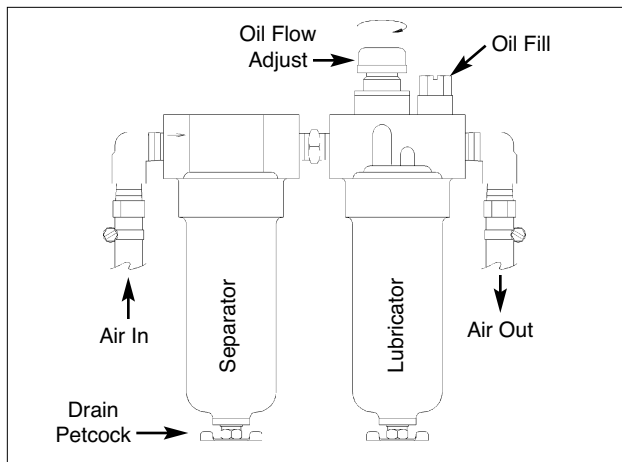 Oil Flow
Adjust
Oil Fill
Air In
Separator
Lubricator
Air Out
Drain
Petcock